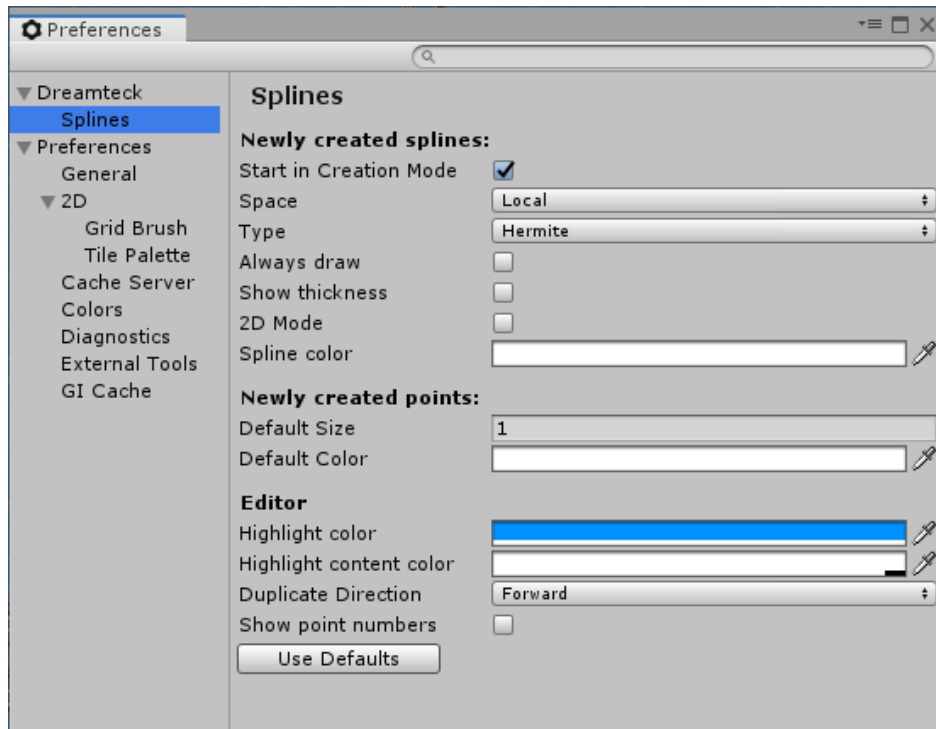 Preferences
Dreamteck
Splines
Preferences
General
2D
Grid Brush
Tile Palette
Cache Server
Colors
Diagnostics
External Tools
GI Cache
Splines
Newly created splines:
Start in Creation Mode
Space Local
Type Hermite
Always draw
Show thickness
2D Mode
Spline color
Newly created points:
Default Size 1
Default Color
Editor
Highlight color
Highlight content color
Duplicate Direction Forward
Show point numbers
Use Defaults